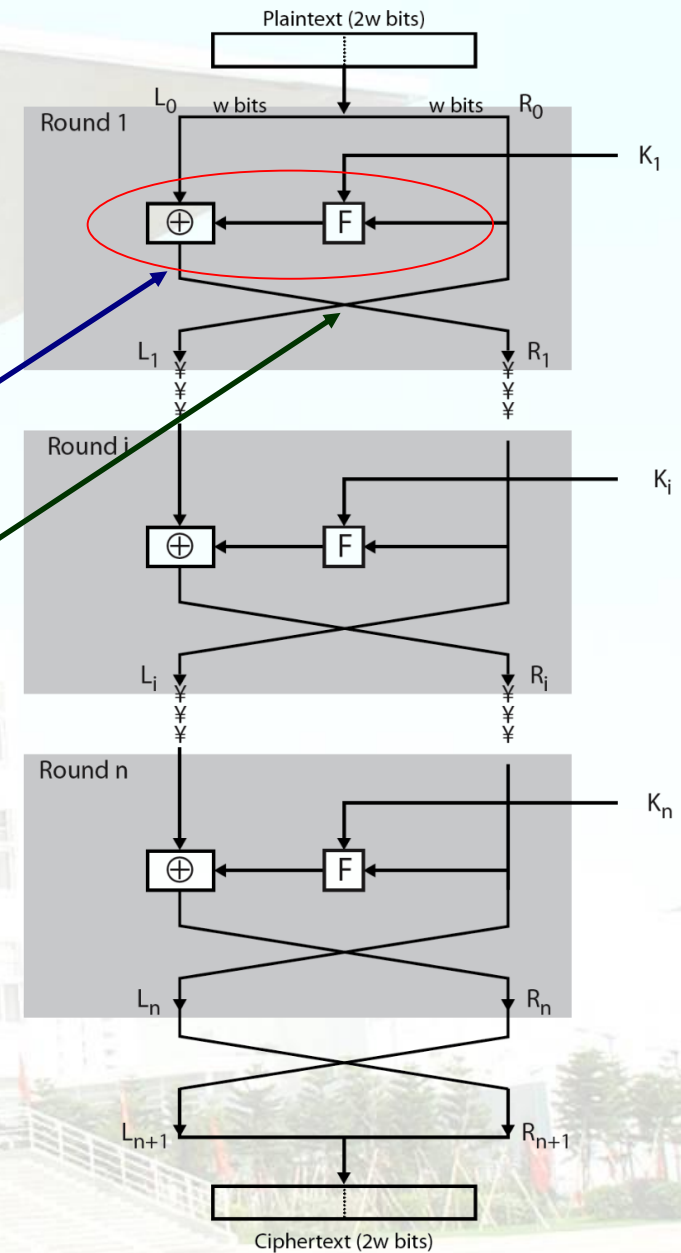 Plaintext (2w bits)
L0 w bits w bits R0
Round 1
K1
⊕ F
L1 R1
¥ ¥
¥ ¥
¥ ¥
Round i
Ki
⊕ F
Li Ri
¥ ¥
¥ ¥
¥ ¥
Round n
Kn
⊕ F
Ln Rn
Ln+1 Rn+1
Ciphertext (2w bits)